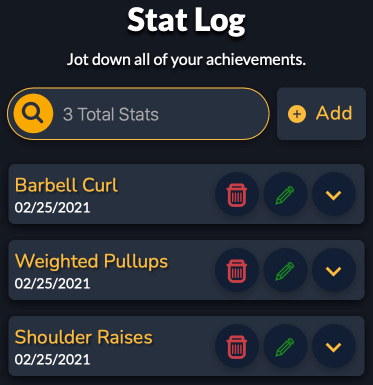 Stat Log
Jot down all of your achievements.
3 Total Stats
Add
Barbell Curl
02/25/2021
Weighted Pullups
02/25/2021
Shoulder Raises
02/25/2021